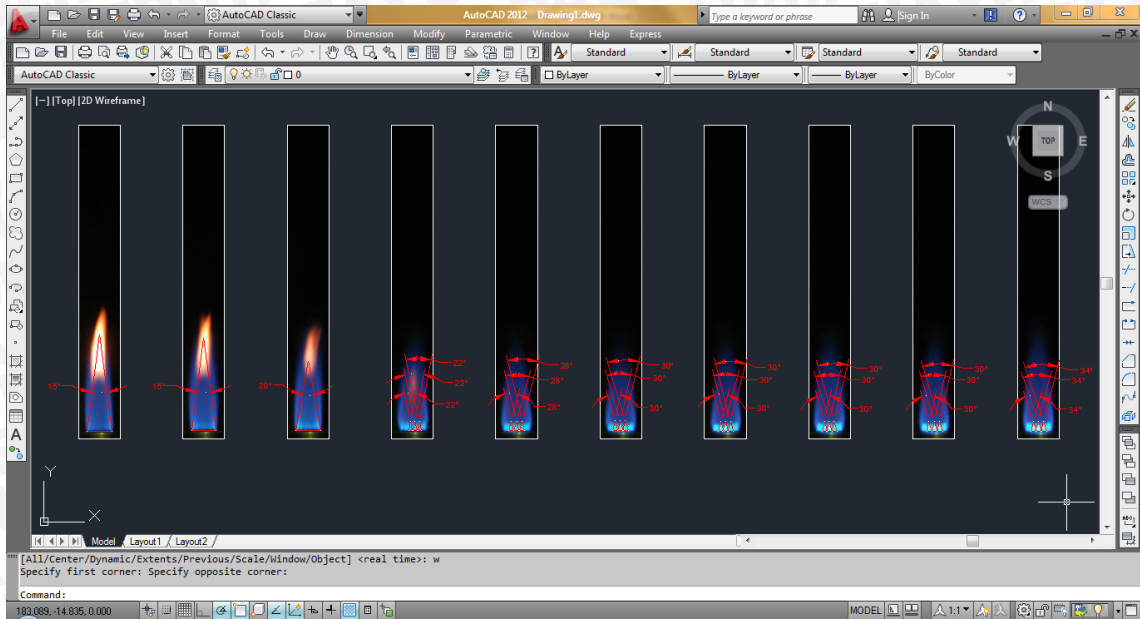 AutoCAD Classic AutoCAD 2012 Drawing1.dwg Type a keyword or phrase Sign In
File Edit View Insert Format Tools Draw Dimension Modify Parametric Window Help Express
Standard Standard Standard Standard
AutoCAD Classic 0 ByLayer ByLayer ByLayer ByColor
[−] [Top] [2D Wireframe]
N
W TOP E
S
WCS
15° 15° 20° 22° 26° 30° 30° 30° 30° 34°
22° 28° 30° 30° 30° 30° 34°
22° 28° 30° 30° 30° 30° 34°
Y
X
Model Layout1 Layout2
[All/Center/Dynamic/Extents/Previous/Scale/Window/Object] <real time>: w
Specify first corner: Specify opposite corner:
Command:
183.089, -14.835, 0.000 MODEL 1:1